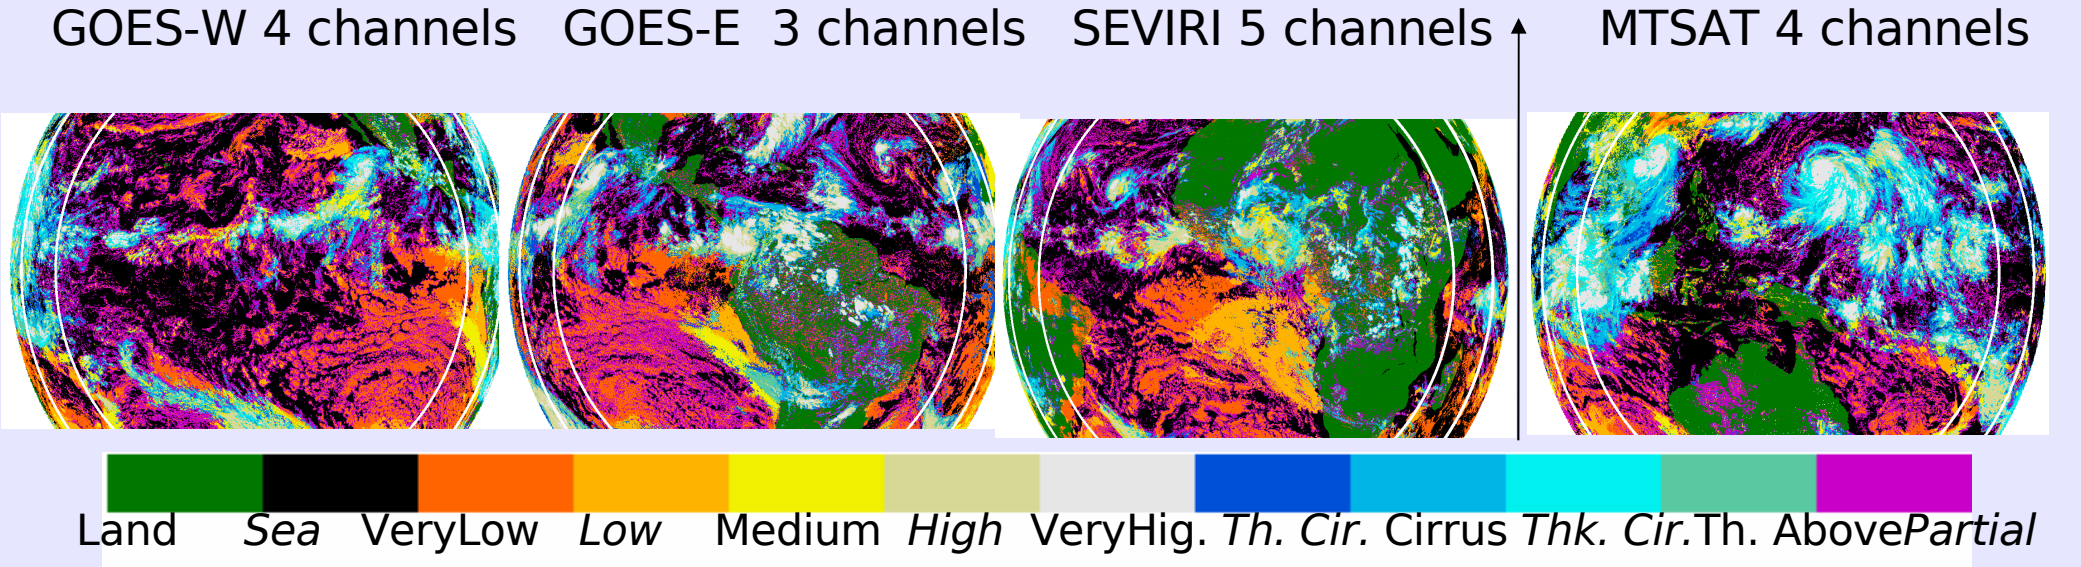 GOES-W 4 channels GOES-E 3 channels SEVIRI 5 channels MTSAT 4 channels
Land Sea VeryLow Low Medium High VeryHig. Th. Cir. Cirrus Thk. Cir. Th. Above Partial